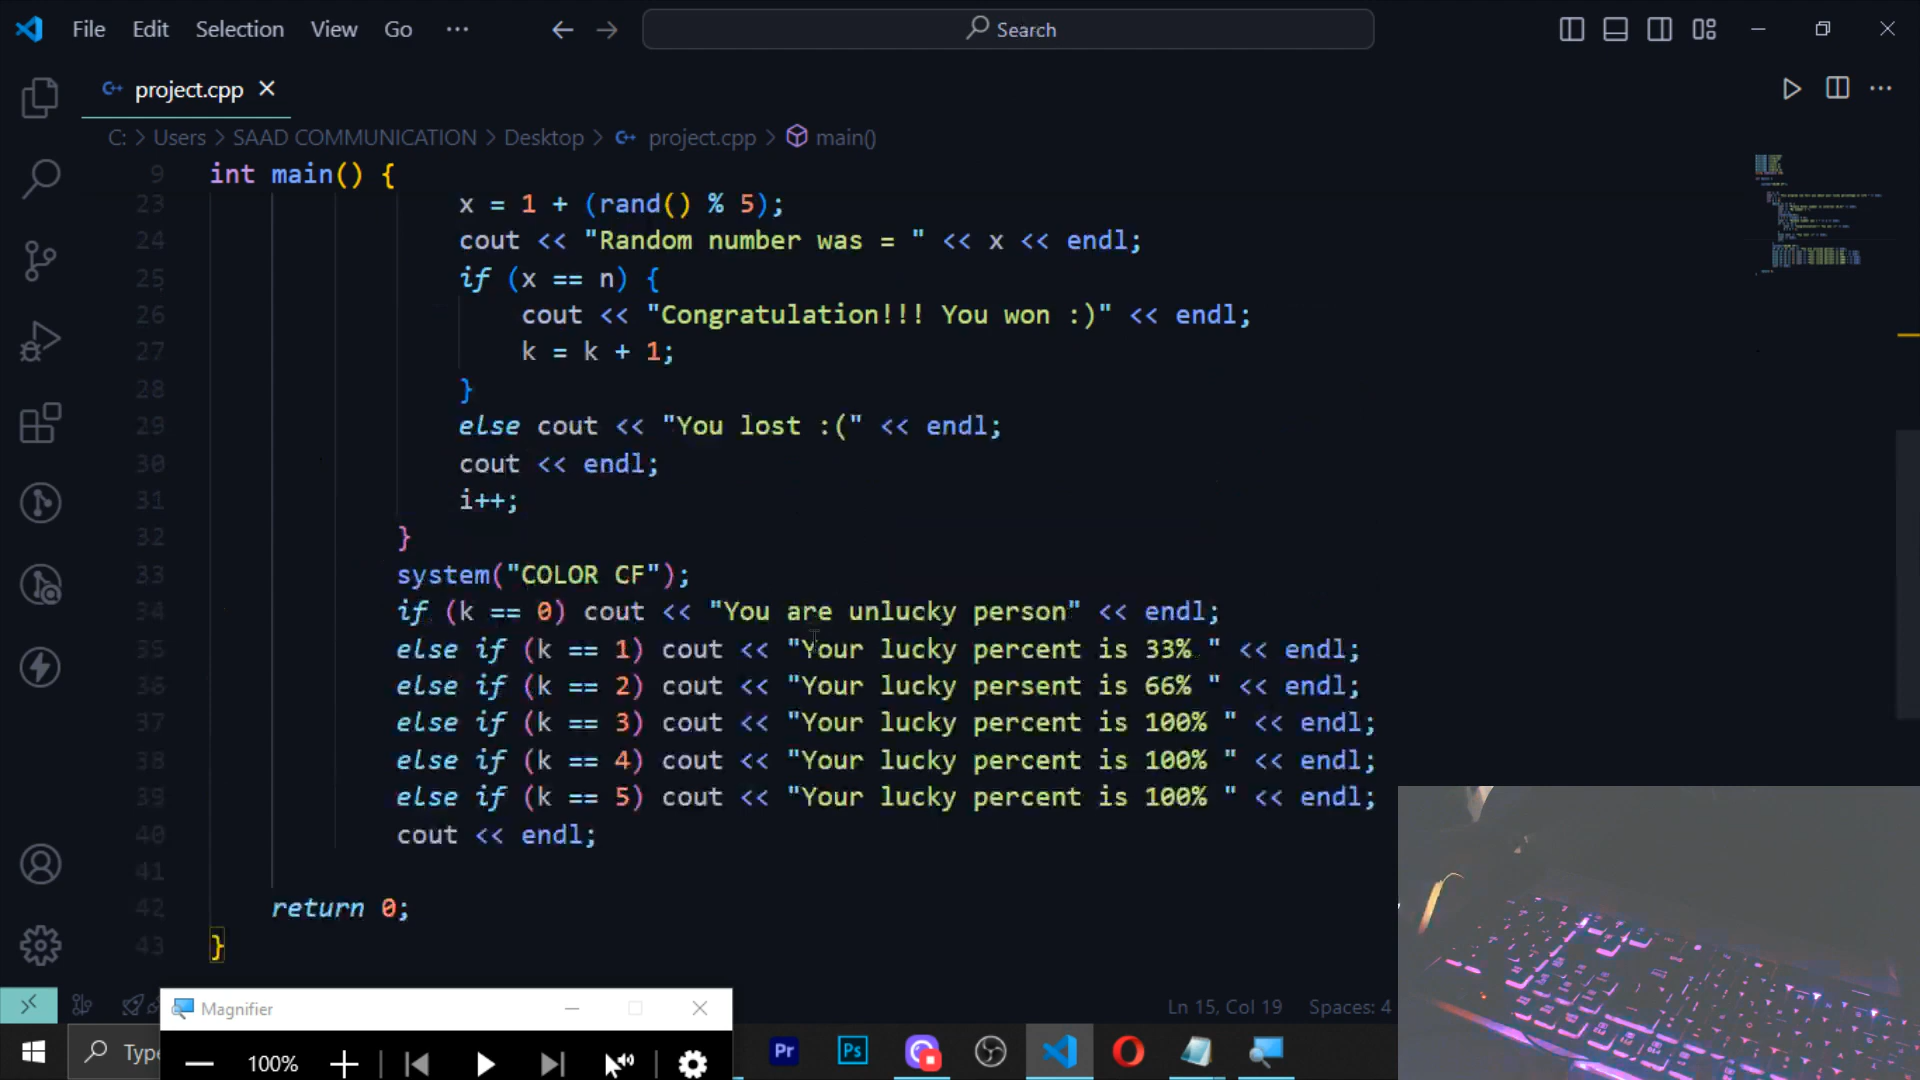 File Edit Selection View Go ··· Search
project.cpp
C: > Users > SAAD COMMUNICATION > Desktop > project.cpp > main()
9 int main() {
23 x = 1 + (rand() % 5);
24 cout << "Random number was = " << x << endl;
25 if (x == n) {
26 cout << "Congratulation!!! You won :)" << endl;
27 k = k + 1;
28 }
29 else cout << "You lost :(" << endl;
30 cout << endl;
31 i++;
32 }
33 system("COLOR CF");
34 if (k == 0) cout << "You are unlucky person" << endl;
35 else if (k == 1) cout << "Your lucky percent is 33% " << endl;
36 else if (k == 2) cout << "Your lucky persent is 66% " << endl;
37 else if (k == 3) cout << "Your lucky percent is 100% " << endl;
38 else if (k == 4) cout << "Your lucky percent is 100% " << endl;
39 else if (k == 5) cout << "Your lucky percent is 100% " << endl;
40 cout << endl;
41
42 return 0;
43 }
Magnifier
Ln 15, Col 19 Spaces: 4
Type
100%
Pr Ps